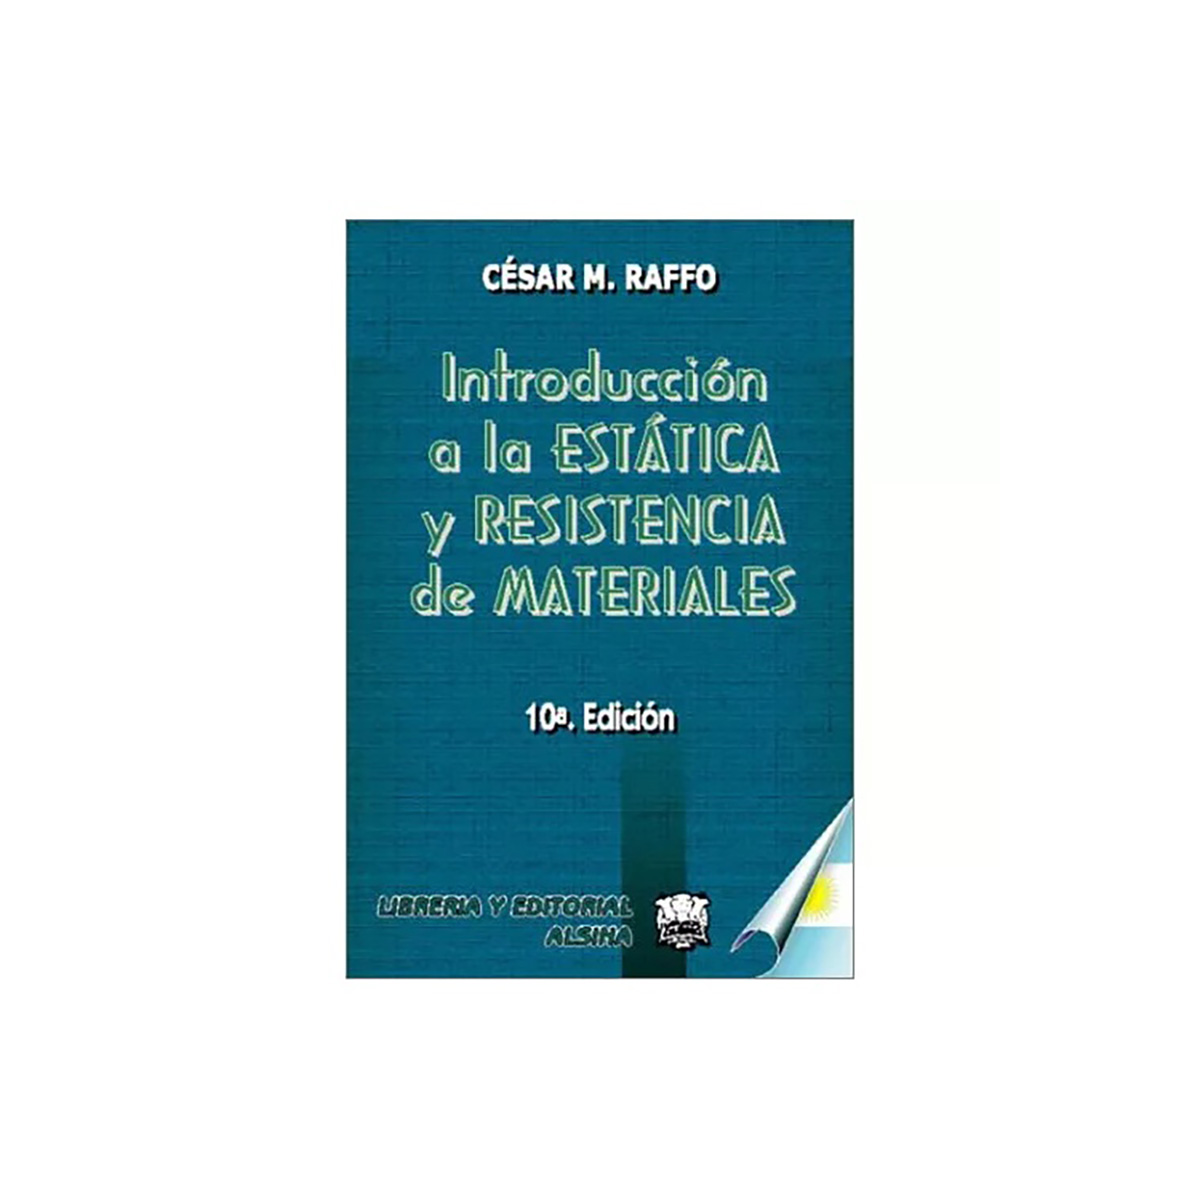 CÉSAR M. RAFFO
Introducción
a la ESTÁTICA
y RESISTENCIA
de MATERIALES
10ª. Edición
LIBRERIA Y EDITORIAL
ALSINA